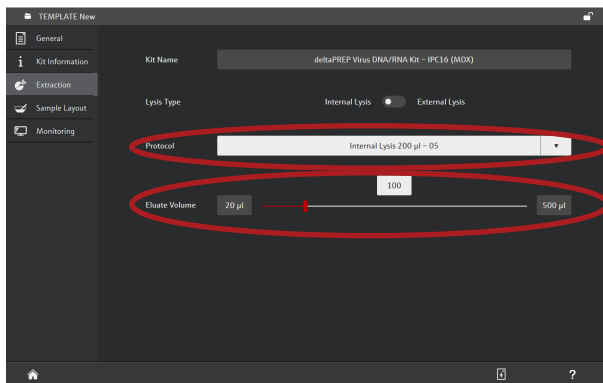 TEMPLATE New
General
Kit Information
Extraction
Sample Layout
Monitoring
Kit Name deltaPREP Virus DNA/RNA Kit – IPC16 (MDX)
Lysis Type Internal Lysis External Lysis
Protocol Internal Lysis 200 µl – 05
100
Eluate Volume 20 µl 500 µl
?